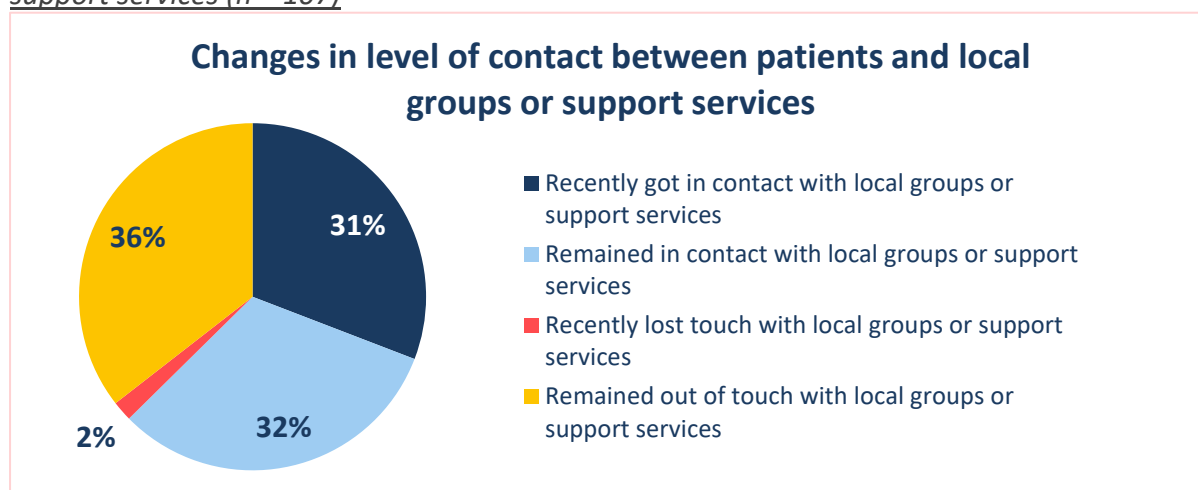 support services (n =
Changes in level of contact between patients and local
groups or support services
31%
36%
32%
2%
Recently got in contact with local groups or
support services
Remained in contact with local groups or support
services
Recently lost touch with local groups or support
services
Remained out of touch with local groups or
support services